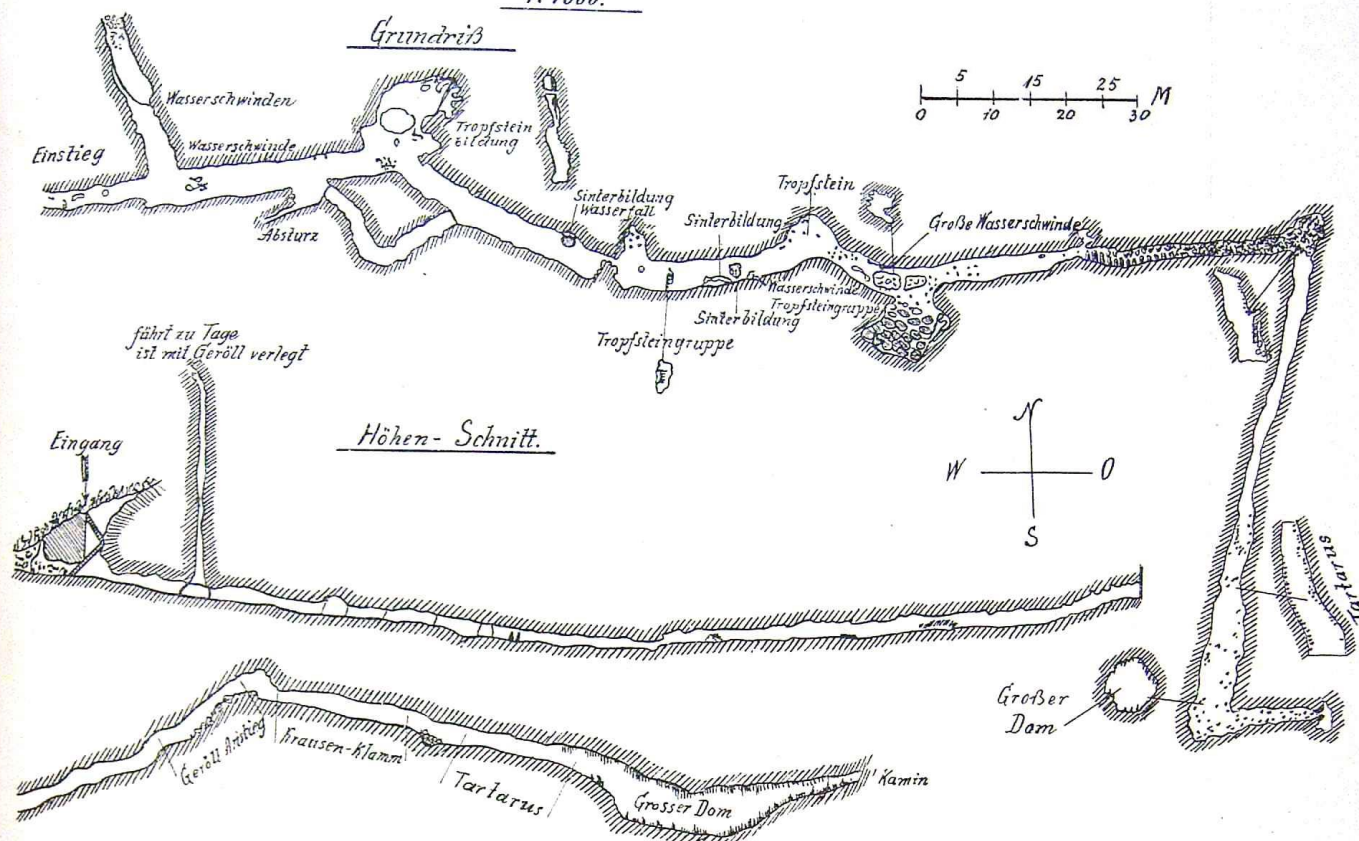 Grundriß
5 15 25 M
0 10 20 30
Wasserschwinden
Einstieg
Wasserschwinde
Tropfstein
bildung
Absturz
Sinterbildung
Wasserfall
Tropfstein
Sinterbildung
Große Wasserschwinde
Wasserschwinde
Tropfsteingruppe
Sinterbildung
Tropfsteingruppe
führt zu Tage
ist mit Geröll verlegt
Eingang
Höhen-Schnitt.
N
W O
S
Tartarus
Großer
Dom
Geröll Anstieg
Krausen-Klamm
Tartarus
Grosser Dom
Kamin